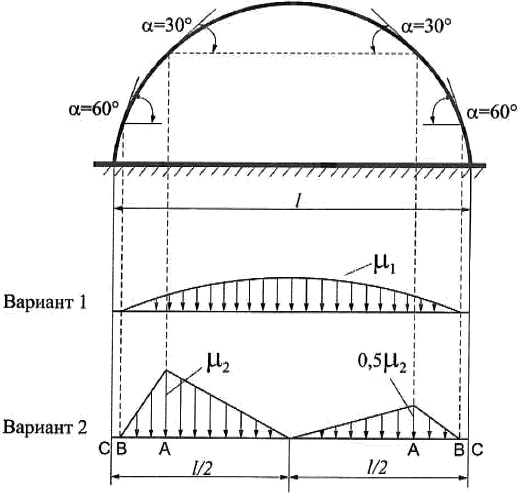 α=30°
α=30°
α=60°
α=60°
l
μ₁
Вариант 1
μ₂
0,5μ₂
Вариант 2
C B A A B C
l/2
l/2